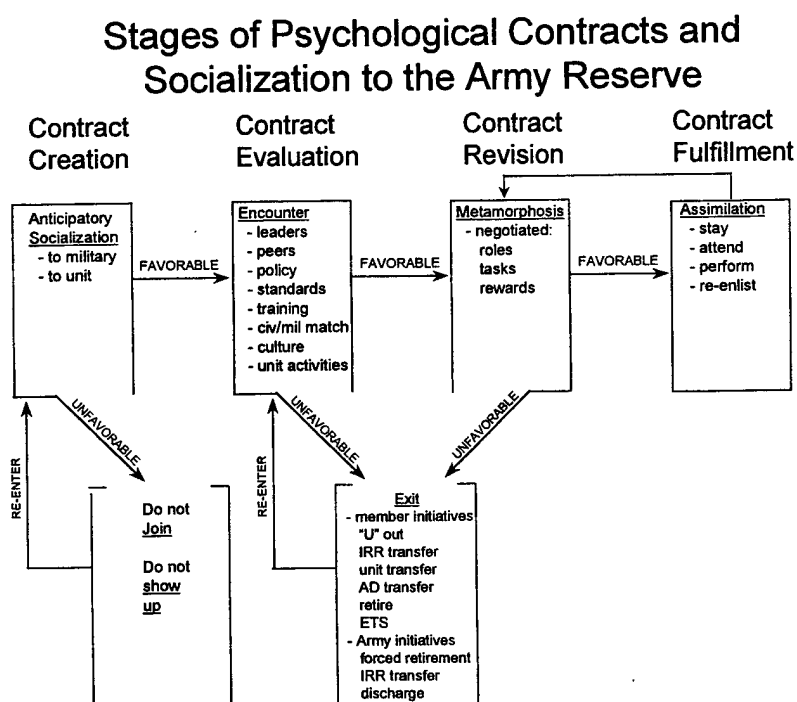 Stages of Psychological Contracts and
Socialization to the Army Reserve
Contract
Creation
Contract
Evaluation
Contract
Revision
Contract
Fulfillment
Anticipatory
Socialization
- to military
- to unit
FAVORABLE
Encounter
- leaders
- peers
- policy
- standards
- training
- civ/mil match
- culture
- unit activities
FAVORABLE
Metamorphosis
- negotiated:
roles
tasks
rewards
FAVORABLE
Assimilation
- stay
- attend
- perform
- re-enlist
UNFAVORABLE
RE-ENTER
Do not
Join
Do not
show
up
UNFAVORABLE
RE-ENTER
UNFAVORABLE
Exit
- member initiatives
"U" out
IRR transfer
unit transfer
AD transfer
retire
ETS
- Army initiatives
forced retirement
IRR transfer
discharge